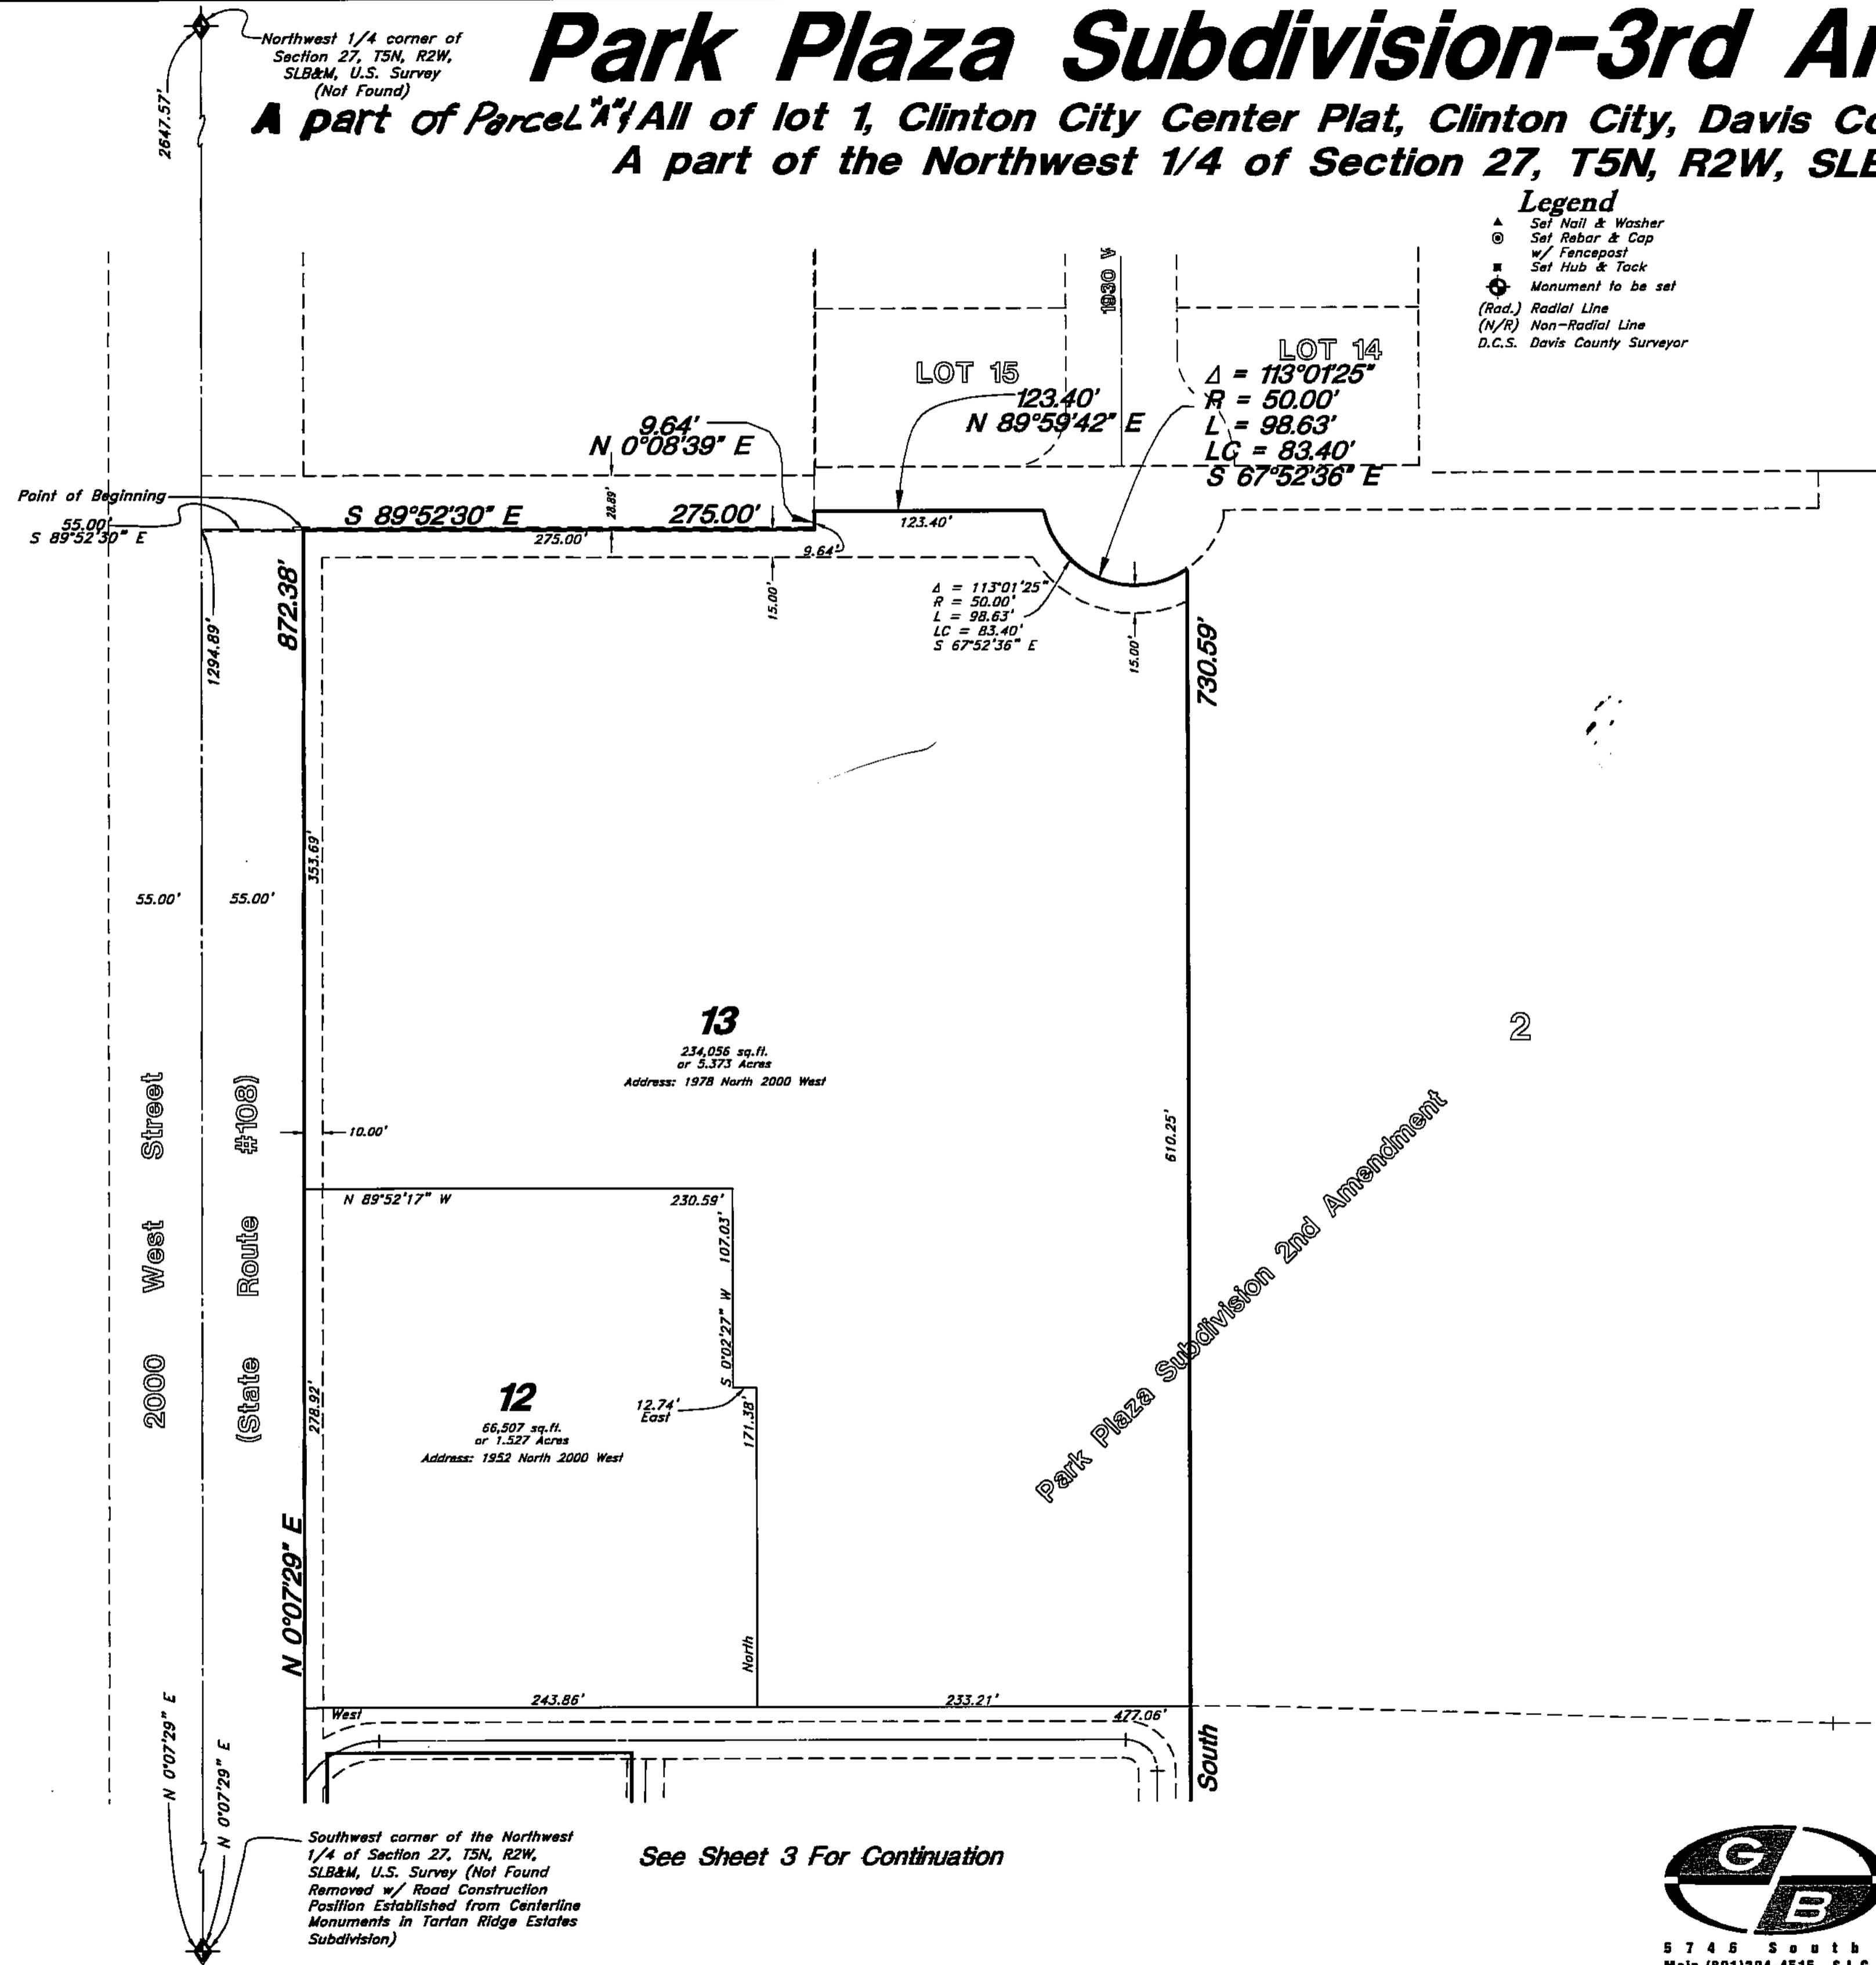 Park Plaza Subdivision-3rd A
A part of Parcel "A" & All of lot 1, Clinton City Center Plat, Clinton City, Davis Co
A part of the Northwest 1/4 of Section 27, T5N, R2W, SLB
Northwest 1/4 corner of
Section 27, T5N, R2W,
SLB&M, U.S. Survey
(Not Found)
2647.57'
Legend
Set Nail & Washer
Set Rebar & Cap
w/ Fencepost
Set Hub & Tack
Monument to be set
(Rad.) Radial Line
(N/R) Non-Radial Line
D.C.S. Davis County Surveyor
1930 W
LOT 15
LOT 14
123.40'
N 89°59'42" E
Δ = 113°01'25"
R = 50.00'
L = 98.63'
LC = 83.40'
S 67°52'36" E
9.64'
N 0°08'39" E
Point of Beginning
55.00'
S 89°52'30" E
S 89°52'30" E 275.00'
28.89'
275.00'
123.40'
9.64'
15.00'
Δ = 113°01'25"
R = 50.00'
L = 98.63'
LC = 83.40'
S 67°52'36" E
15.00'
872.38'
1294.89'
730.59'
353.69'
55.00'
55.00'
13
234,056 sq.ft.
or 5.373 Acres
Address: 1978 North 2000 West
2
10.00'
610.25'
2000 West Street
(State Route #108)
N 89°52'17" W 230.59'
S 0°02'27" W 107.03'
Park Plaza Subdivision 2nd Amendment
12
66,507 sq.ft.
or 1.527 Acres
Address: 1952 North 2000 West
12.74'
East
278.92'
171.38'
North
N 0°07'29" E
243.86'
233.21'
West
477.06'
South
N 0°07'29" E
N 0°07'29" E
Southwest corner of the Northwest
1/4 of Section 27, T5N, R2W,
SLB&M, U.S. Survey (Not Found
Removed w/ Road Construction
Position Established from Centerline
Monuments in Tartan Ridge Estates
Subdivision)
See Sheet 3 For Continuation
G
B
5746 South